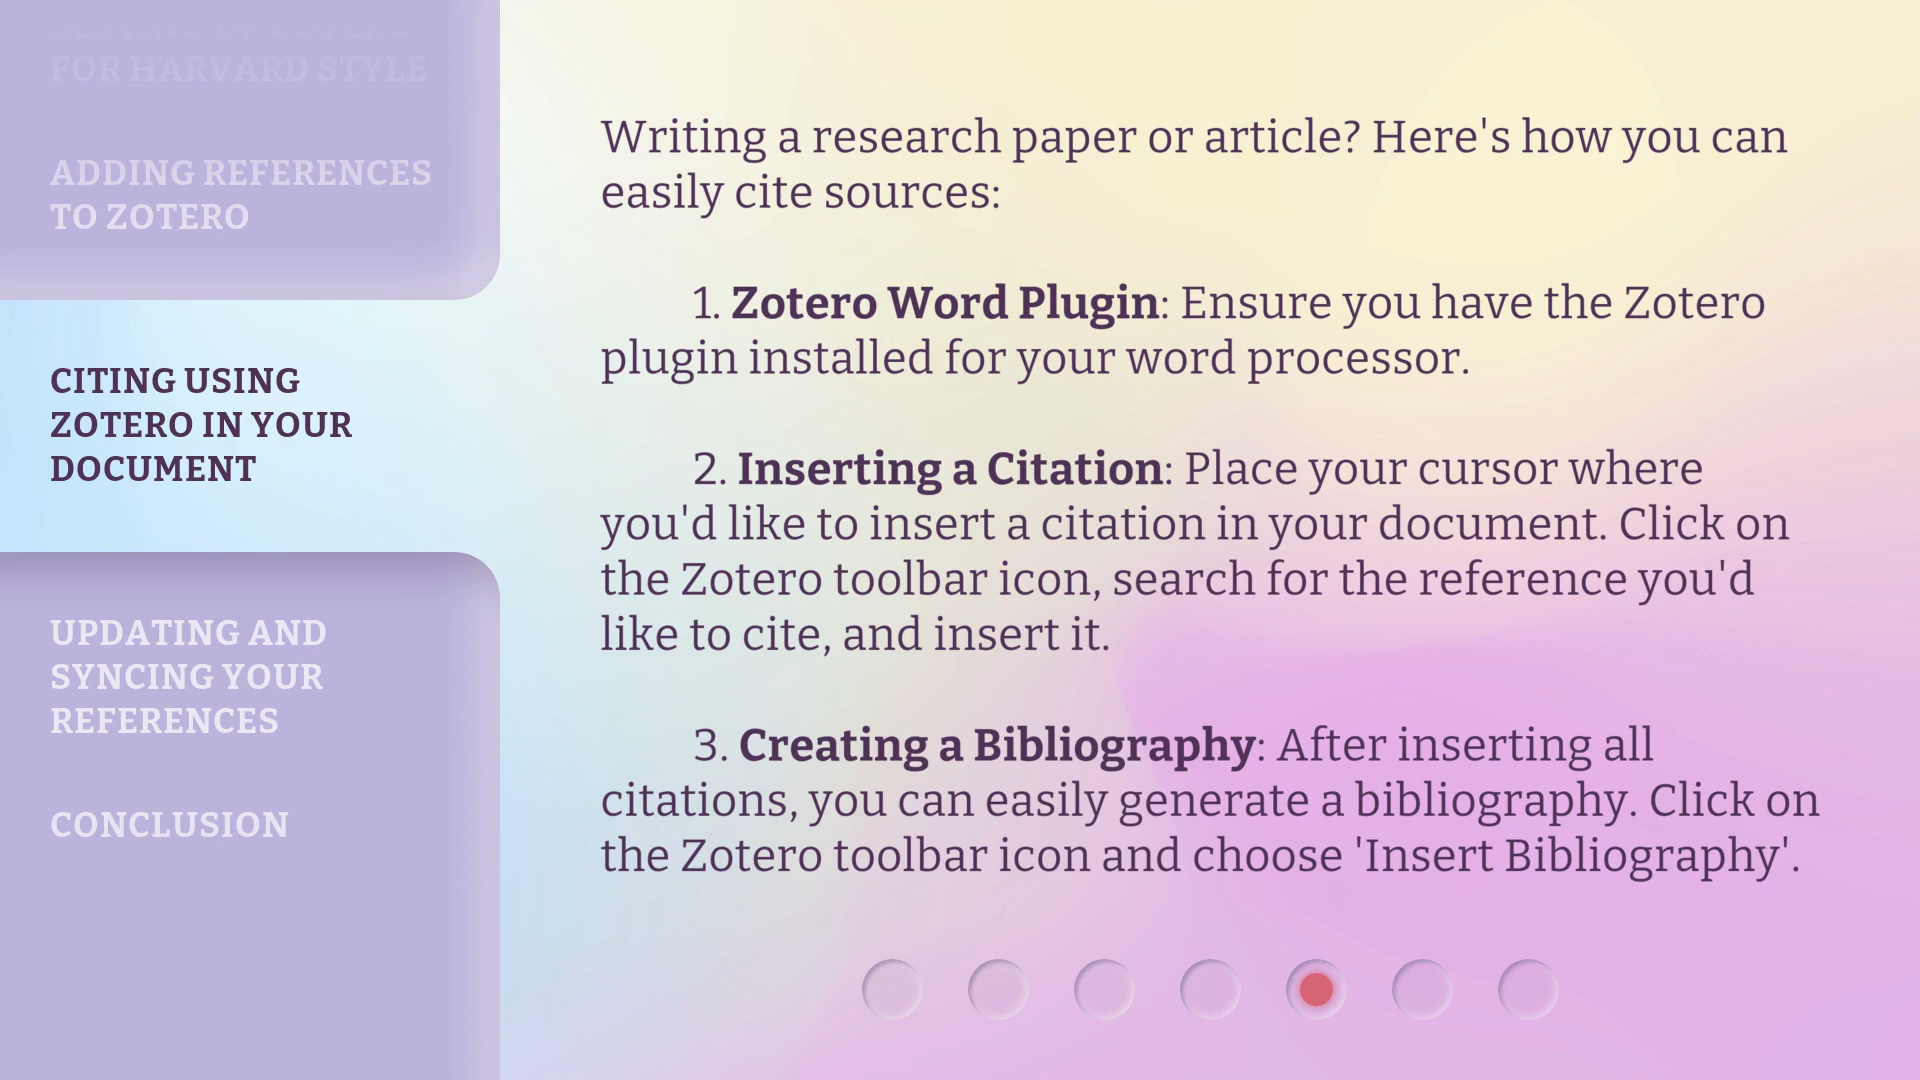 SETTING UP ZOTERO
FOR HARVARD STYLE
ADDING REFERENCES
TO ZOTERO
CITING USING
ZOTERO IN YOUR
DOCUMENT
UPDATING AND
SYNCING YOUR
REFERENCES
CONCLUSION
Writing a research paper or article? Here's how you can
easily cite sources:
1. Zotero Word Plugin: Ensure you have the Zotero
plugin installed for your word processor.
2. Inserting a Citation: Place your cursor where
you'd like to insert a citation in your document. Click on
the Zotero toolbar icon, search for the reference you'd
like to cite, and insert it.
3. Creating a Bibliography: After inserting all
citations, you can easily generate a bibliography. Click on
the Zotero toolbar icon and choose 'Insert Bibliography'.